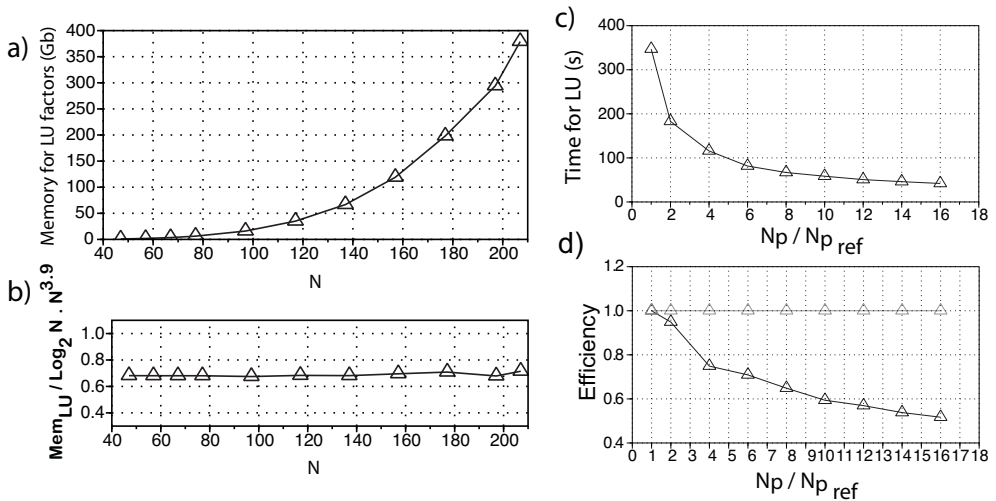 a)
Memory for LU factors (Gb)
400
350
300
250
200
150
100
50
0
40 60 80 100 120 140 160 180 200
N
b)
Mem_LU / Log_2 N . N^3.9
1.0
0.8
0.6
0.4
40 60 80 100 120 140 160 180 200
N
c)
Time for LU (s)
400
300
200
100
0
0 2 4 6 8 10 12 14 16 18
Np / Np ref
d)
Efficiency
1.2
1.0
0.8
0.6
0.4
0 1 2 3 4 5 6 7 8 9 10 11 12 13 14 15 16 17 18
Np / Np ref